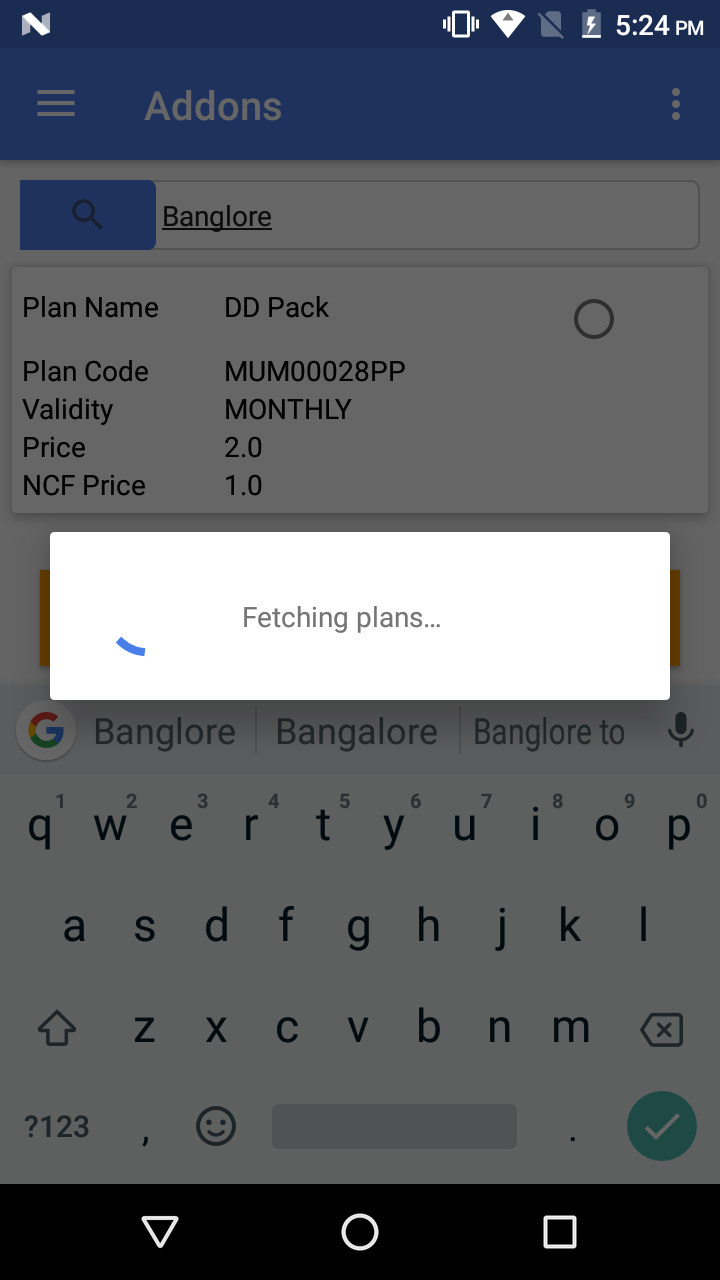 5:24 PM
Addons
Banglore
Plan Name DD Pack
Plan Code MUM00028PP
Validity MONTHLY
Price 2.0
NCF Price 1.0
Fetching plans...
Banglore Bangalore Banglore to
1 2 3 4 5 6 7 8 9 0
q w e r t y u i o p
a s d f g h j k l
z x c v b n m
?123 , .